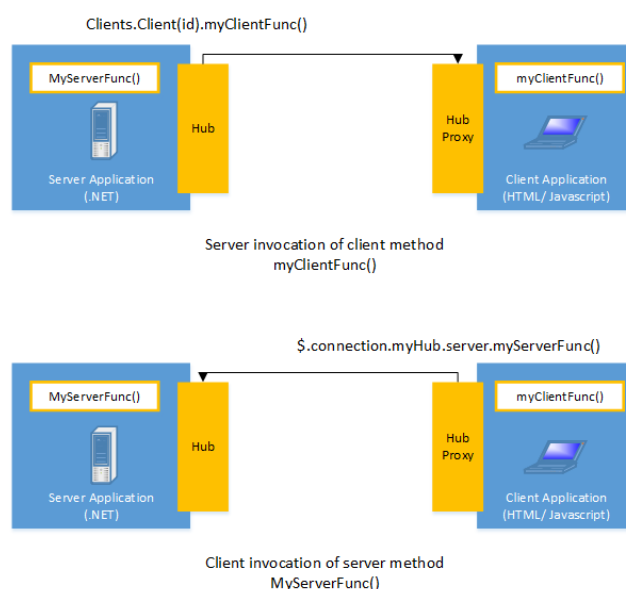 Clients.Client(id).myClientFunc()
MyServerFunc()
myClientFunc()
Hub
Hub
Proxy
Server Application
(.NET)
Client Application
(HTML/ Javascript)
Server invocation of client method
myClientFunc()
$.connection.myHub.server.myServerFunc()
MyServerFunc()
myClientFunc()
Hub
Hub
Proxy
Server Application
(.NET)
Client Application
(HTML/ Javascript)
Client invocation of server method
MyServerFunc()